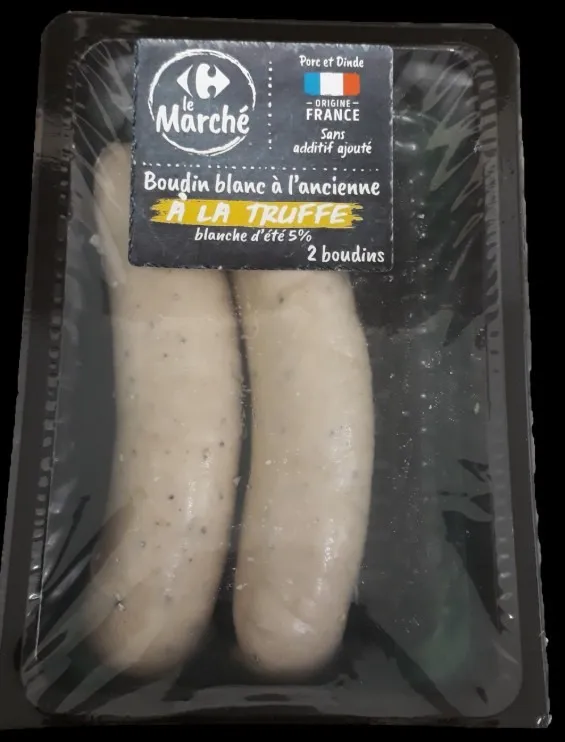 le
Marché
Porc et Dinde
ORIGINE
FRANCE
Sans
additif ajouté
Boudin blanc à l'ancienne
À LA TRUFFE
blanche d'été 5%
2 boudins